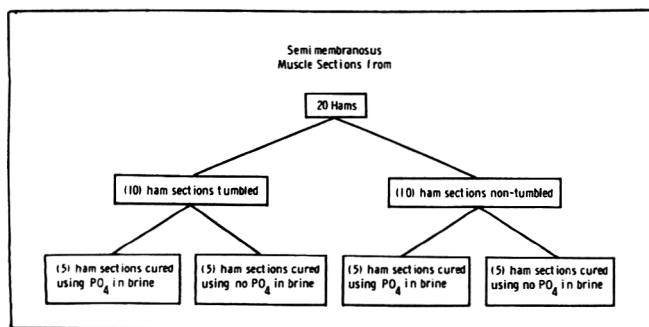 Semimembranosus
Muscle Sections from
20 Hams
(10) ham sections tumbled
(10) ham sections non-tumbled
(5) ham sections cured
using PO4 in brine
(5) ham sections cured
using no PO4 in brine
(5) ham sections cured
using PO4 in brine
(5) ham sections cured
using no PO4 in brine